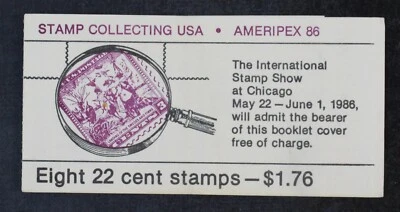 STAMP COLLECTING USA • AMERIPEX 86
The International
Stamp Show
at Chicago
May 22 – June 1, 1986,
will admit the bearer
of this booklet cover
free of charge.
Eight 22 cent stamps – $1.76